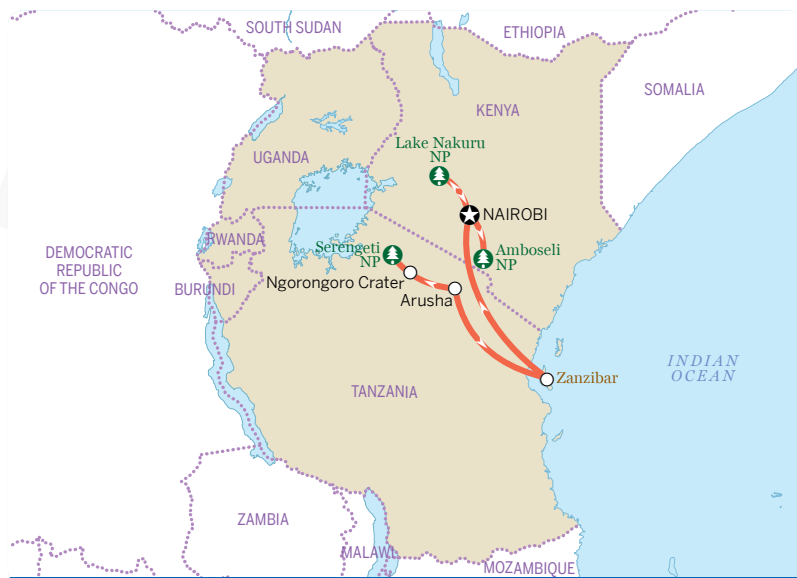 SOUTH SUDAN
ETHIOPIA
SOMALIA
KENYA
Lake Nakuru
NP
UGANDA
NAIROBI
RWANDA
Serengeti
NP
Amboseli
NP
DEMOCRATIC
REPUBLIC
OF THE CONGO
Ngorongoro Crater
BURUNDI
Arusha
INDIAN
OCEAN
Zanzibar
TANZANIA
ZAMBIA
MALAWI
MOZAMBIQUE